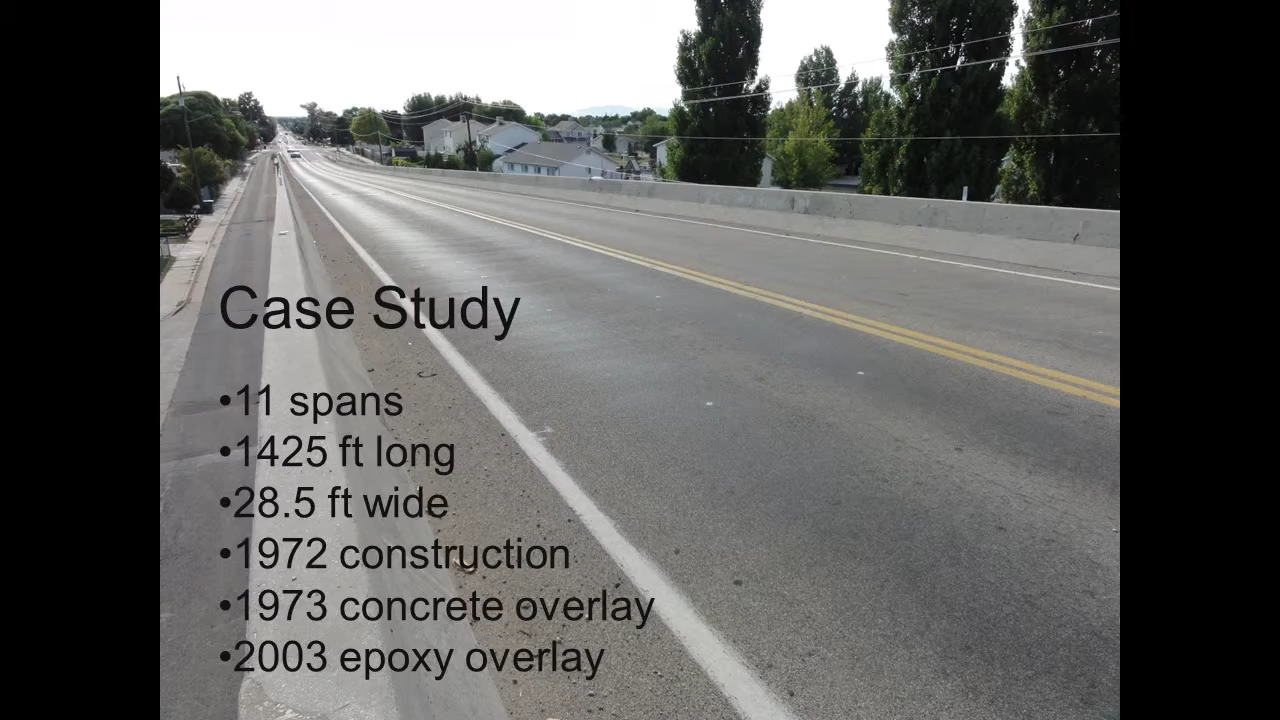 Case Study
•11 spans
•1425 ft long
•28.5 ft wide
•1972 construction
•1973 concrete overlay
•2003 epoxy overlay